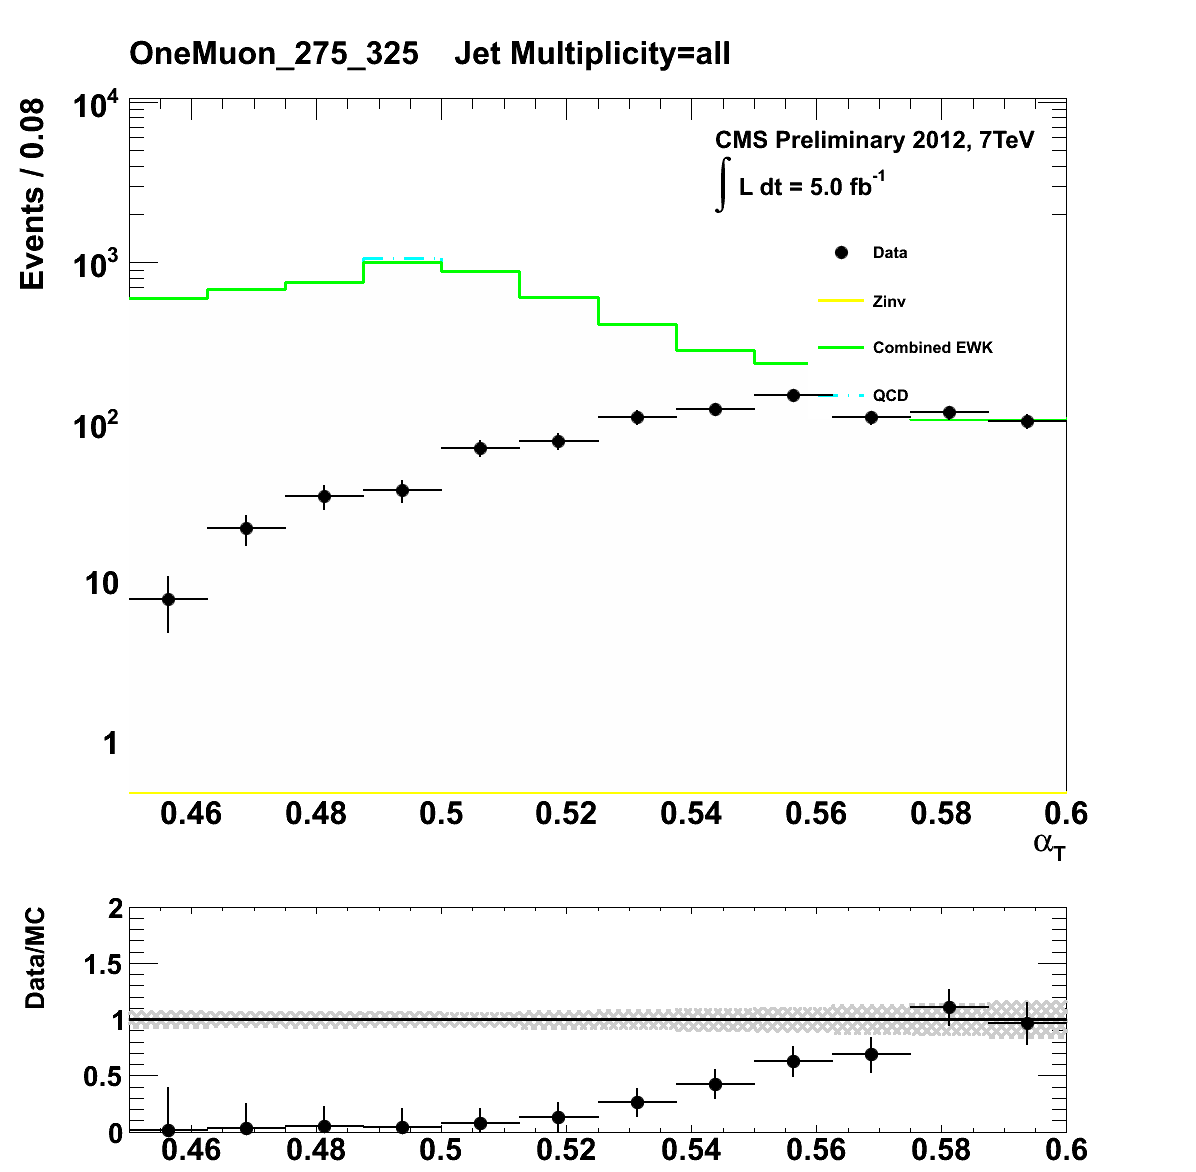 OneMuon_275_325 Jet Multiplicity=all
Events / 0.08
10^4
10^3
10^2
10
1
CMS Preliminary 2012, 7TeV
∫ L dt = 5.0 fb^-1
Data
Zinv
Combined EWK
QCD
0.46 0.48 0.5 0.52 0.54 0.56 0.58 0.6
α_T
Data/MC
2
1.5
1
0.5
0
0.46 0.48 0.5 0.52 0.54 0.56 0.58 0.6